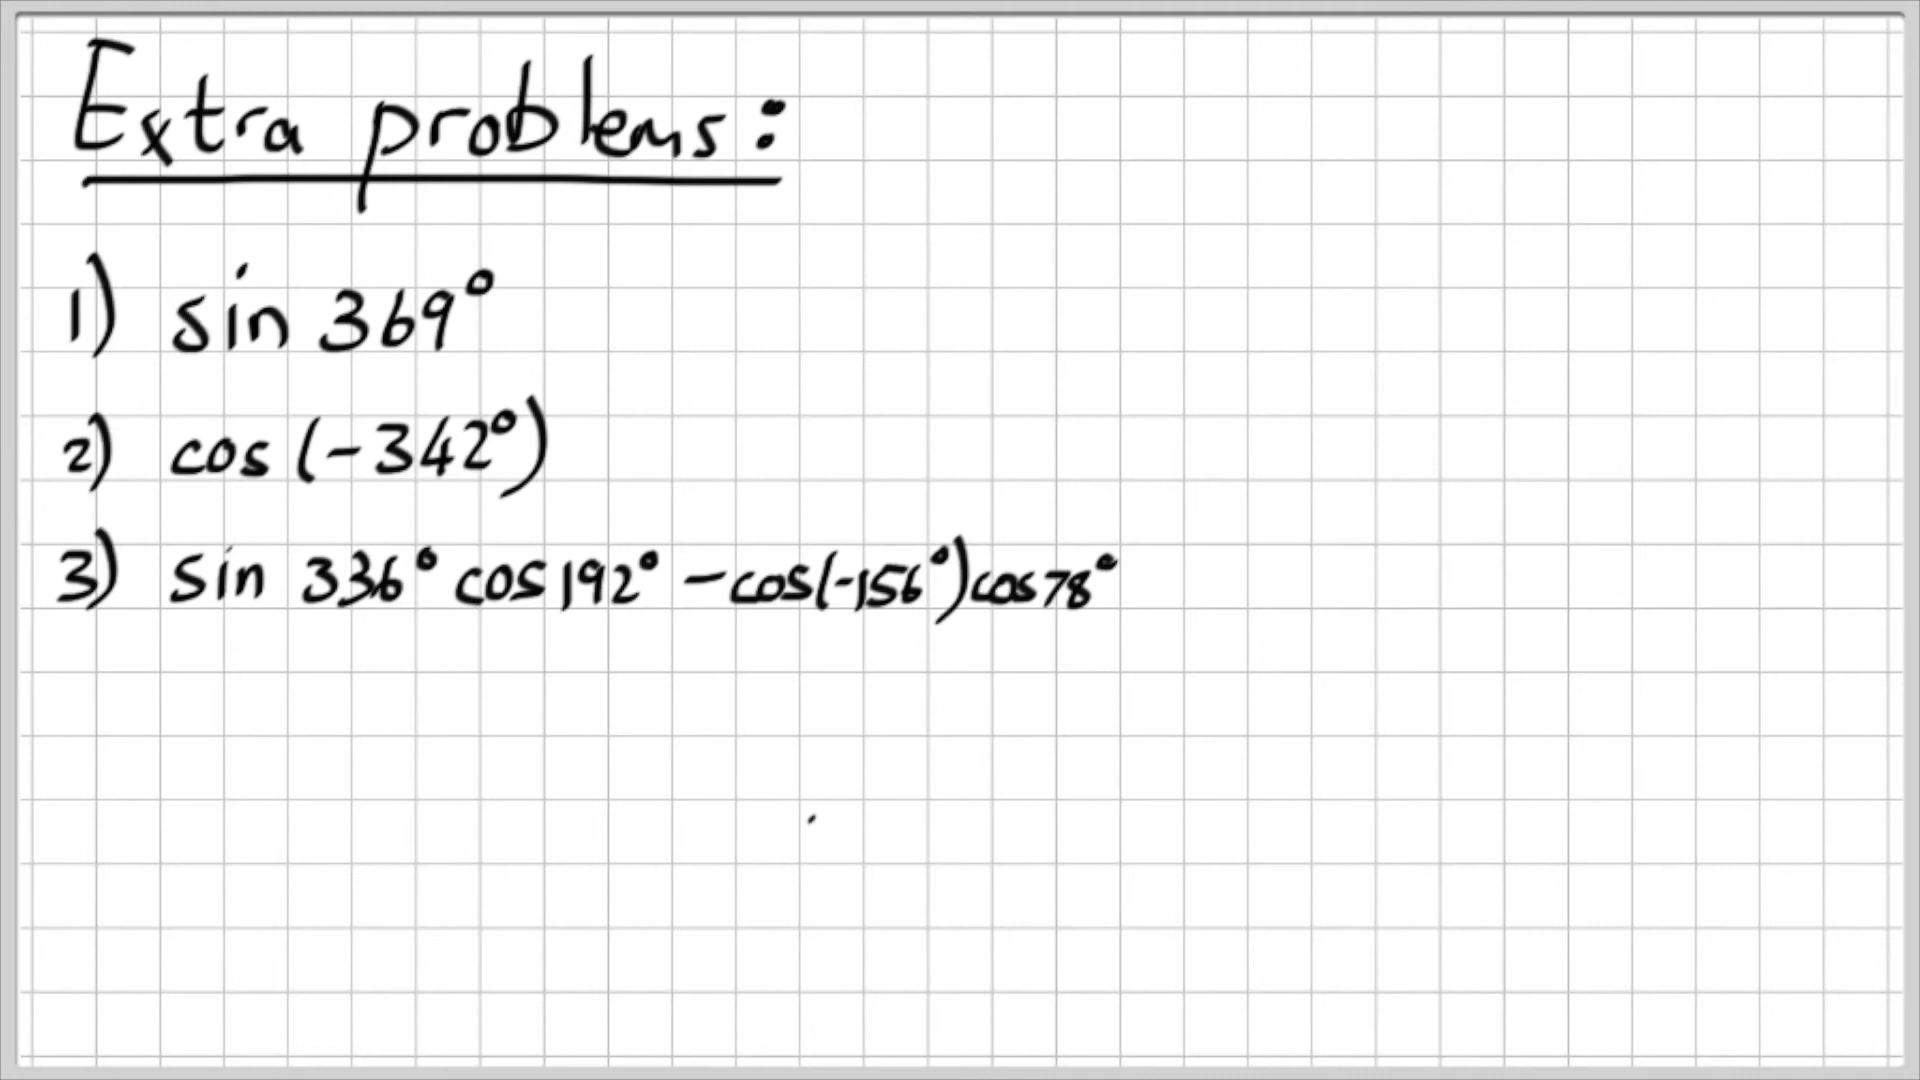 Extra problems:
1) sin 369°
2) cos (-342°)
3) sin 336° cos 192° - cos(-156°) cos 78°